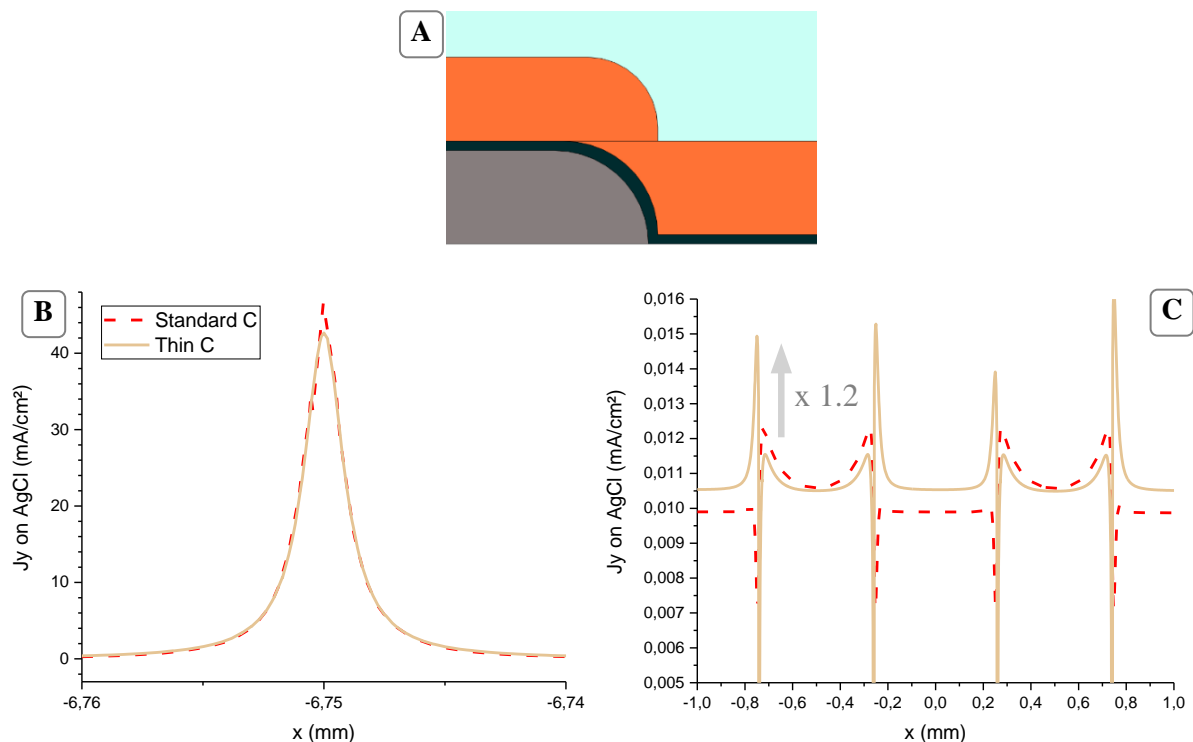 A
B
Standard C
Thin C
Jy on AgCl (mA/cm²)
40
30
20
10
0
-6,76
-6,75
-6,74
x (mm)
C
x 1.2
Jy on AgCl (mA/cm²)
0,016
0,015
0,014
0,013
0,012
0,011
0,010
0,009
0,008
0,007
0,006
0,005
-1,0 -0,8 -0,6 -0,4 -0,2 0,0 0,2 0,4 0,6 0,8 1,0
x (mm)